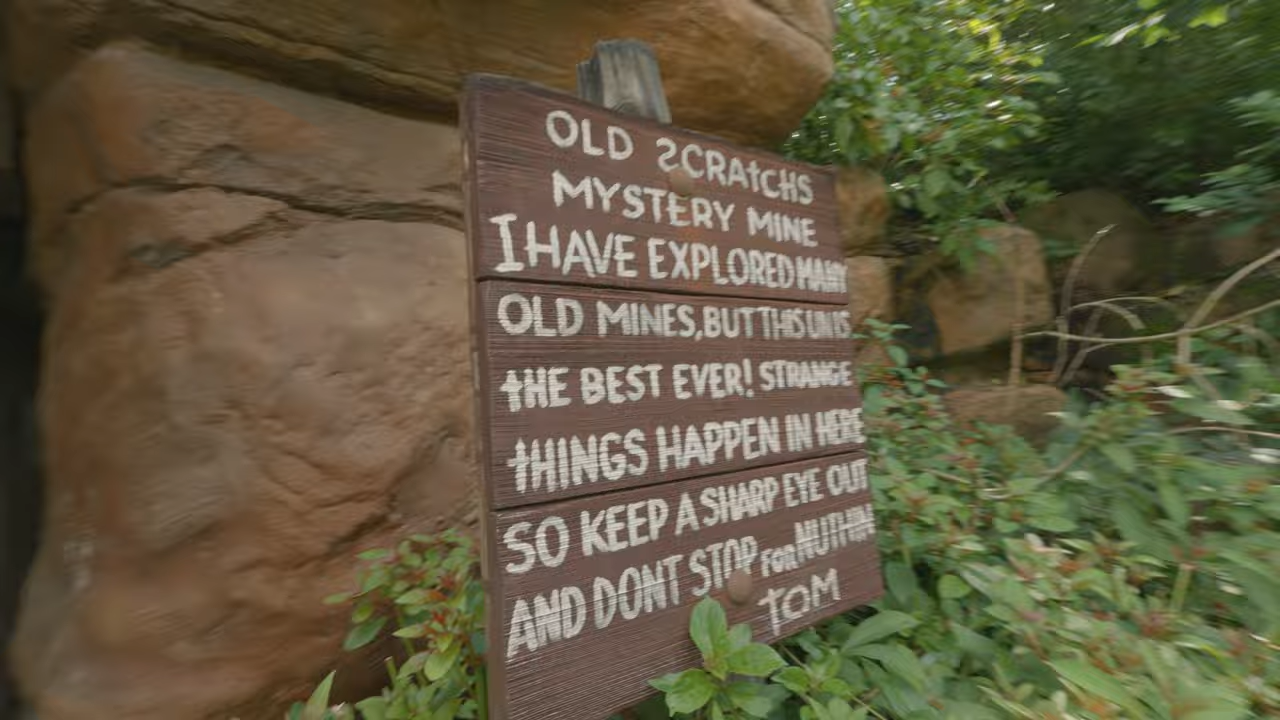 OLD SCRAtCHS
MYSTERY MINE
I HAVE EXPLORED MANY
OLD MINES, BUT THIS UN IS
tHE BEST EVER! STRANGE
tHINGS HAPPEN IN HERE
SO KEEP A SHARP EYE OUT
AND DONT STOP FOR NUTHIN
TOM